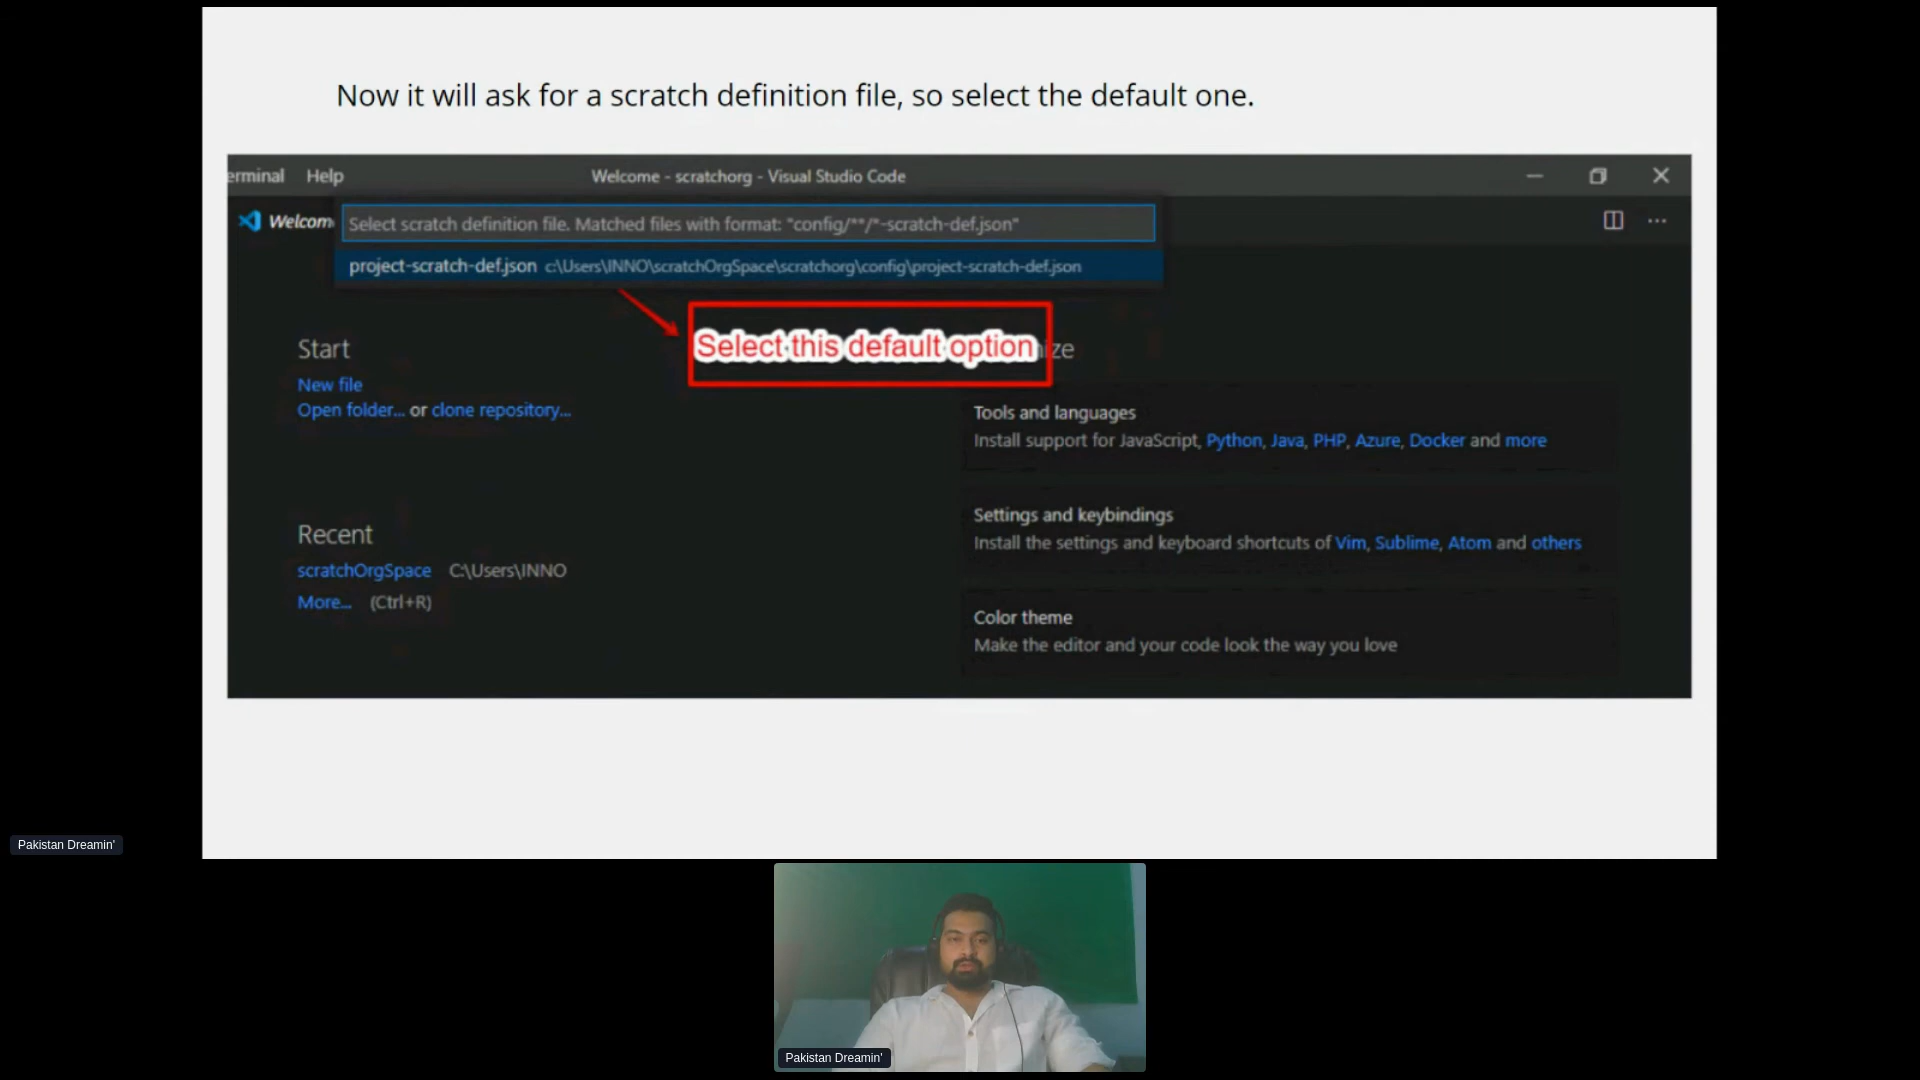 Now it will ask for a scratch definition file, so select the default one.
erminal Help Welcome - scratchorg - Visual Studio Code
Welcom
Select scratch definition file. Matched files with format: "config/**/*-scratch-def.json"
project-scratch-def.json c:\Users\INNO\scratchOrgSpace\scratchorg\config\project-scratch-def.json
Select this default option
ize
Start
New file
Open folder... or clone repository...
Recent
scratchOrgSpace C:\Users\INNO
More... (Ctrl+R)
Tools and languages
Install support for JavaScript, Python, Java, PHP, Azure, Docker and more
Settings and keybindings
Install the settings and keyboard shortcuts of Vim, Sublime, Atom and others
Color theme
Make the editor and your code look the way you love
Pakistan Dreamin'
Pakistan Dreamin'